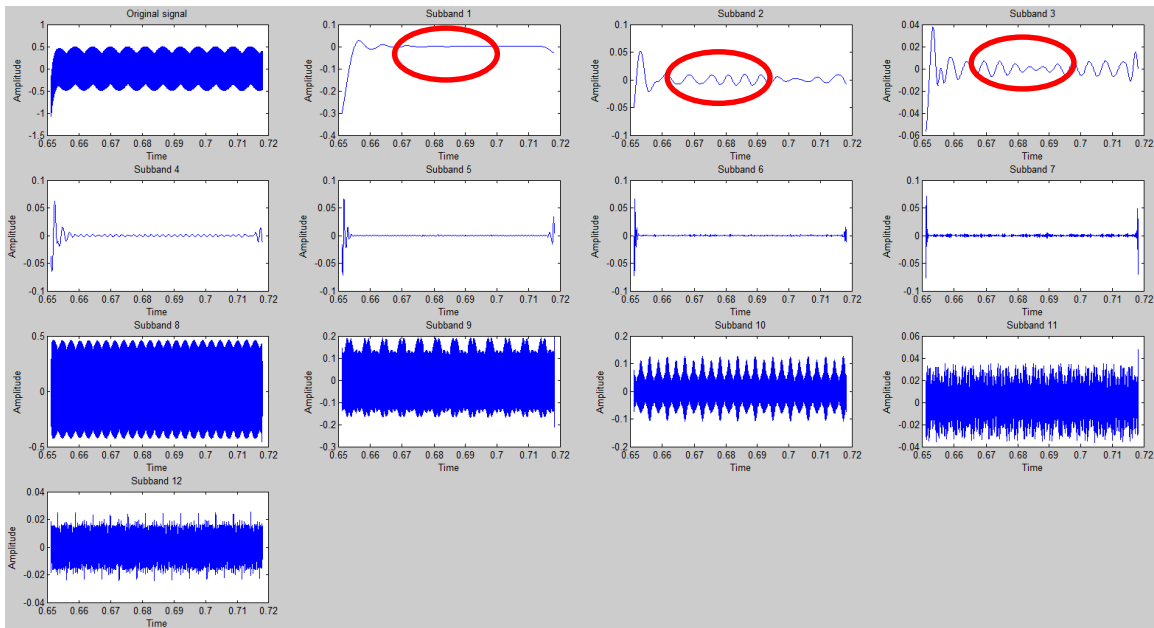 Original signal
Amplitude
1
0.5
0
-0.5
-1
-1.5
0.65 0.66 0.67 0.68 0.69 0.7 0.71 0.72
Time
Subband 1
Amplitude
0.1
0
-0.1
-0.2
-0.3
-0.4
0.65 0.66 0.67 0.68 0.69 0.7 0.71 0.72
Time
Subband 2
Amplitude
0.1
0.05
0
-0.05
-0.1
0.65 0.66 0.67 0.68 0.69 0.7 0.71 0.72
Time
Subband 3
Amplitude
0.04
0.02
0
-0.02
-0.04
-0.06
0.65 0.66 0.67 0.68 0.69 0.7 0.71 0.72
Time
Subband 4
Amplitude
0.1
0.05
0
-0.05
-0.1
0.65 0.66 0.67 0.68 0.69 0.7 0.71 0.72
Time
Subband 5
Amplitude
0.1
0.05
0
-0.05
-0.1
0.65 0.66 0.67 0.68 0.69 0.7 0.71 0.72
Time
Subband 6
Amplitude
0.1
0.05
0
-0.05
-0.1
0.65 0.66 0.67 0.68 0.69 0.7 0.71 0.72
Time
Subband 7
Amplitude
0.1
0.05
0
-0.05
-0.1
0.65 0.66 0.67 0.68 0.69 0.7 0.71 0.72
Time
Subband 8
Amplitude
0.5
0
-0.5
0.65 0.66 0.67 0.68 0.69 0.7 0.71 0.72
Time
Subband 9
Amplitude
0.2
0.1
0
-0.1
-0.2
-0.3
0.65 0.66 0.67 0.68 0.69 0.7 0.71 0.72
Time
Subband 10
Amplitude
0.2
0.1
0
-0.1
-0.2
0.65 0.66 0.67 0.68 0.69 0.7 0.71 0.72
Time
Subband 11
Amplitude
0.06
0.04
0.02
0
-0.02
-0.04
0.65 0.66 0.67 0.68 0.69 0.7 0.71 0.72
Time
Subband 12
Amplitude
0.04
0.02
0
-0.02
-0.04
0.65 0.66 0.67 0.68 0.69 0.7 0.71 0.72
Time